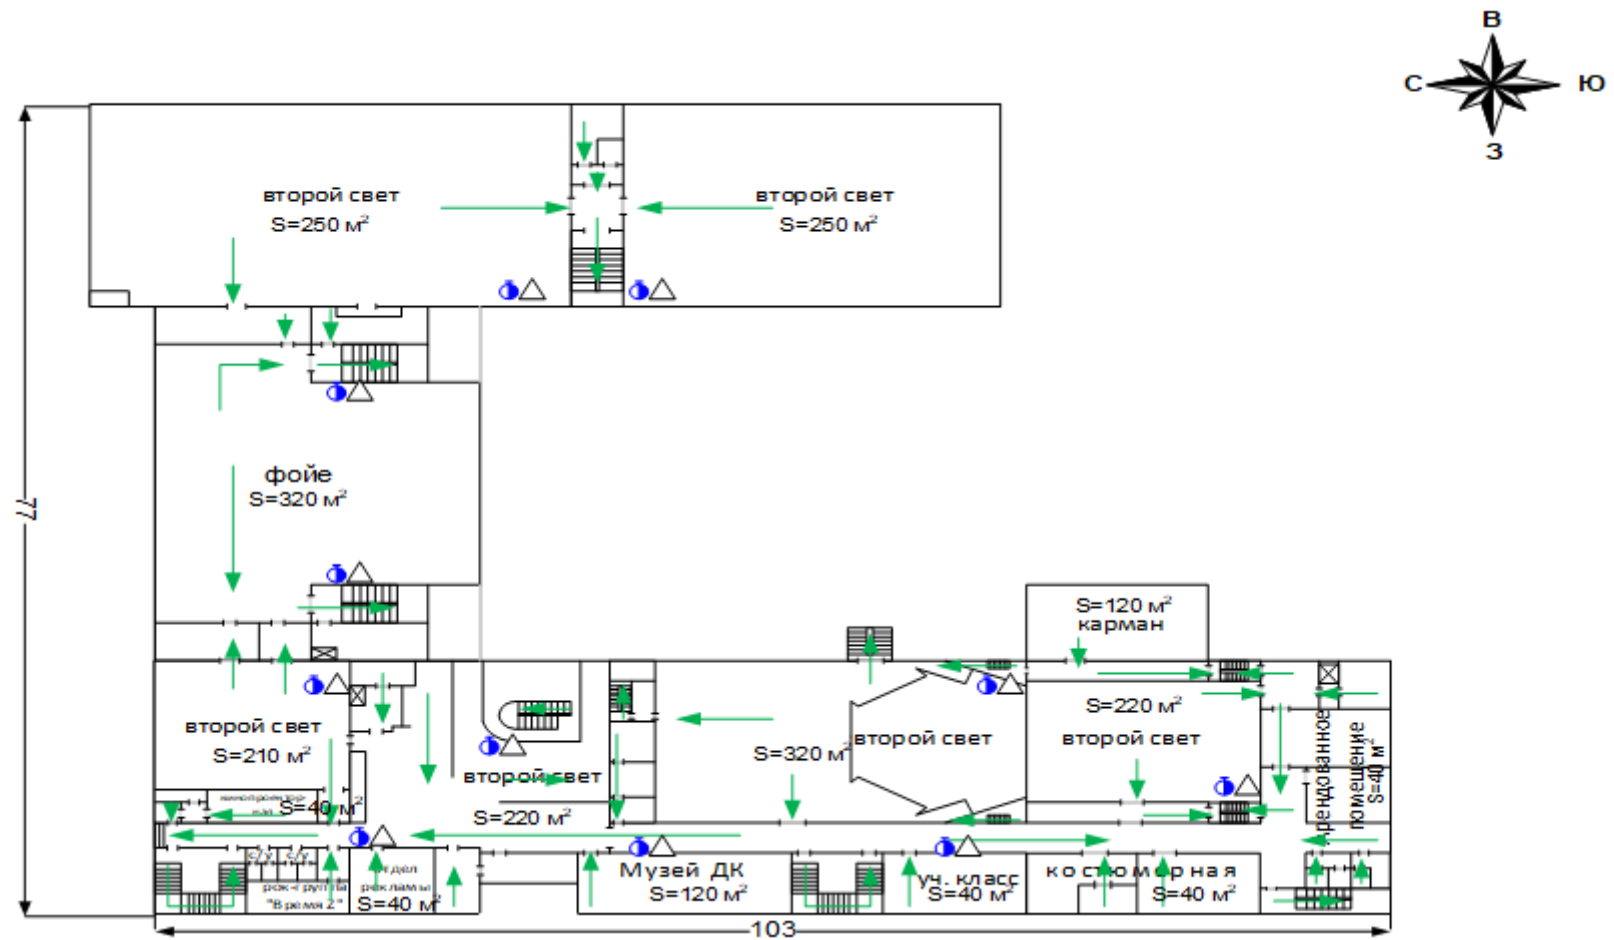 В
С
Ю
З
второй свет
S=250 м²
второй свет
S=250 м²
77
фойе
S=320 м²
S=120 м²
карман
второй свет
S=210 м²
S=40 м²
второй свет
S=220 м²
S=320 м²
второй свет
S=220 м²
второй свет
помещение
S=40 м²
с/у
с/у
рок-группа
"Время 2"
рекламы
S=40 м²
Музей ДК
S=120 м²
уч. класс
S=40 м²
костюмерная
S=40 м²
103